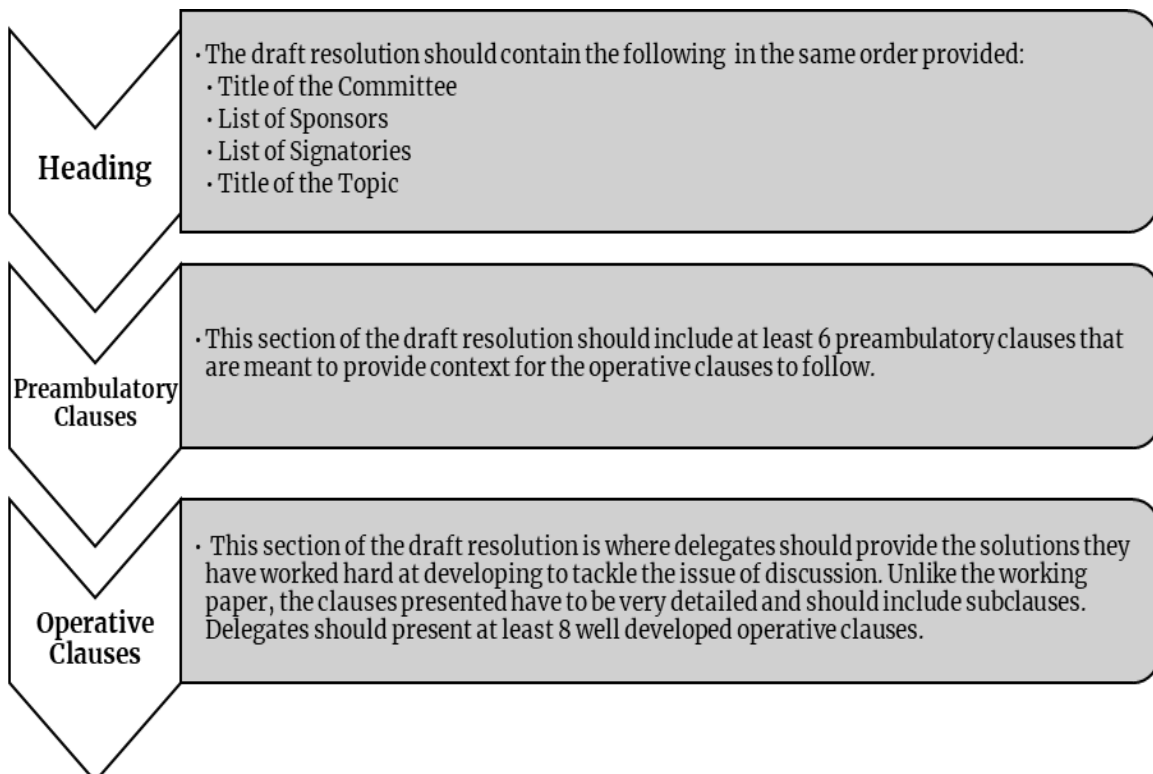 Heading
· The draft resolution should contain the following in the same order provided:
· Title of the Committee
· List of Sponsors
· List of Signatories
· Title of the Topic
Preambulatory
Clauses
· This section of the draft resolution should include at least 6 preambulatory clauses that
are meant to provide context for the operative clauses to follow.
Operative
Clauses
· This section of the draft resolution is where delegates should provide the solutions they
have worked hard at developing to tackle the issue of discussion. Unlike the working
paper, the clauses presented have to be very detailed and should include subclauses.
Delegates should present at least 8 well developed operative clauses.